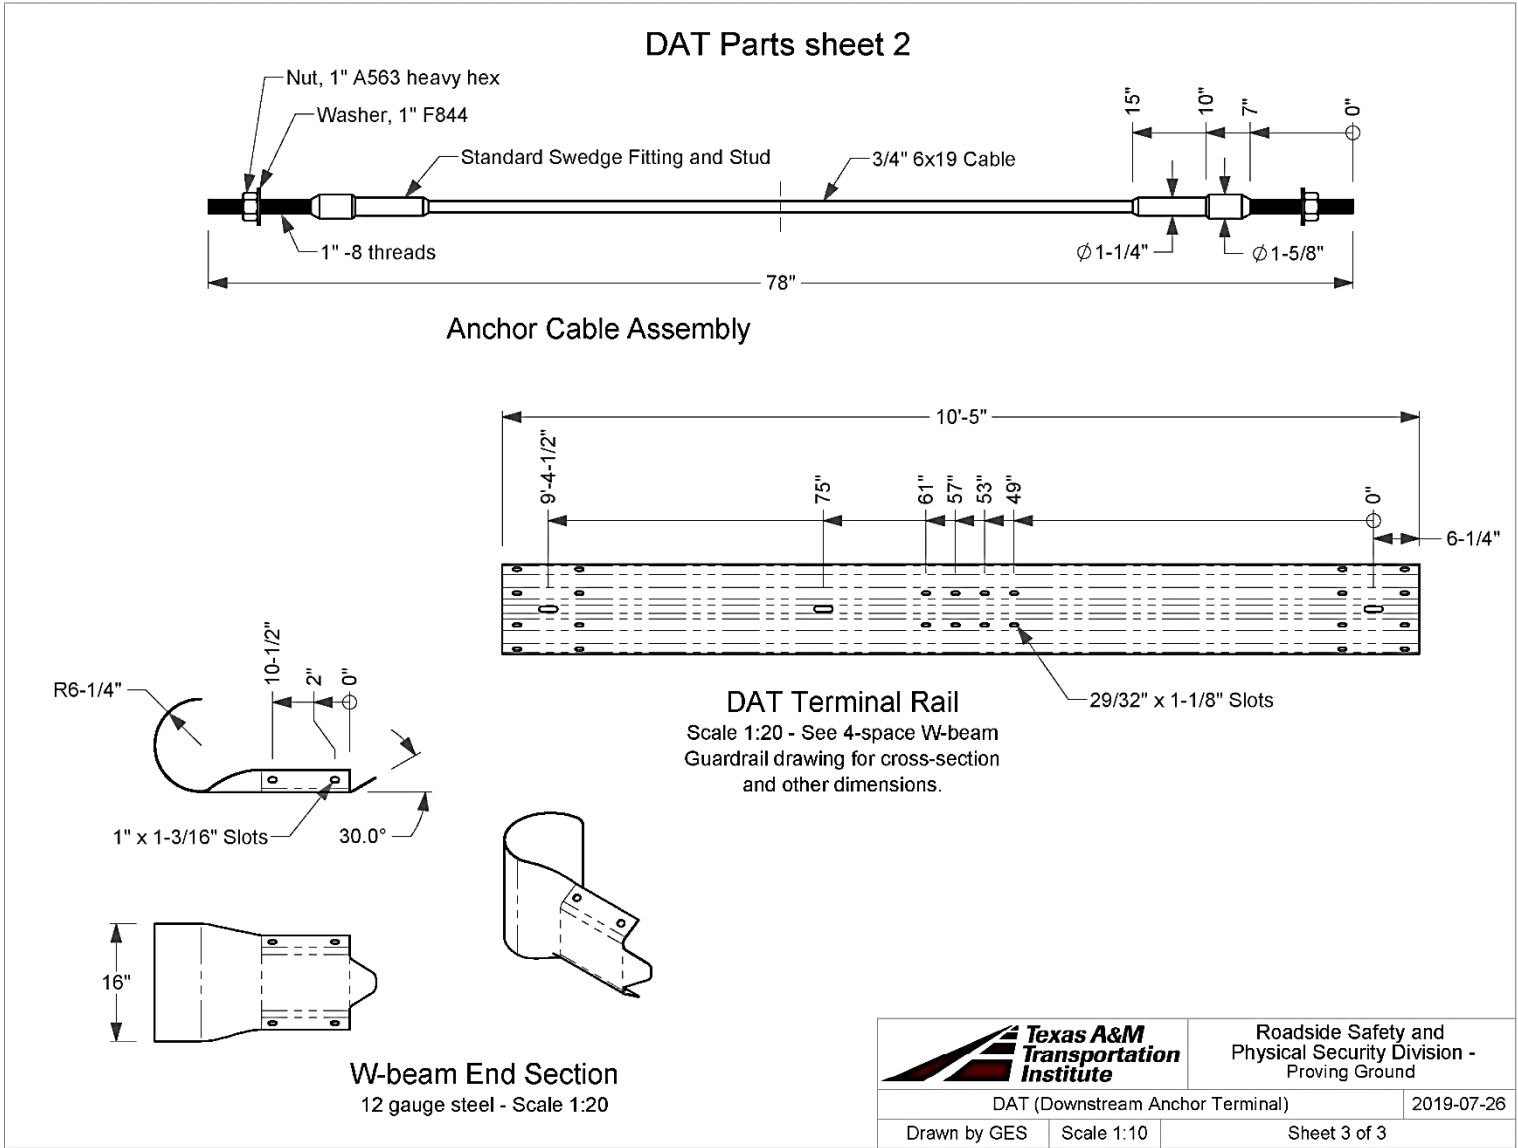 DAT Parts sheet 2
Nut, 1" A563 heavy hex
Washer, 1" F844
Standard Swedge Fitting and Stud
3/4" 6x19 Cable
15"
10"
7"
0"
1" -8 threads
∅1-1/4"
∅1-5/8"
78"
Anchor Cable Assembly
10'-5"
9'-4-1/2"
75"
61"
57"
53"
49"
0"
6-1/4"
29/32" x 1-1/8" Slots
DAT Terminal Rail
Scale 1:20 - See 4-space W-beam
Guardrail drawing for cross-section
and other dimensions.
R6-1/4"
10-1/2"
2"
0"
1" x 1-3/16" Slots
30.0°
16"
W-beam End Section
12 gauge steel - Scale 1:20
Texas A&M
Transportation
Institute
Roadside Safety and
Physical Security Division -
Proving Ground
DAT (Downstream Anchor Terminal)
2019-07-26
Drawn by GES
Scale 1:10
Sheet 3 of 3